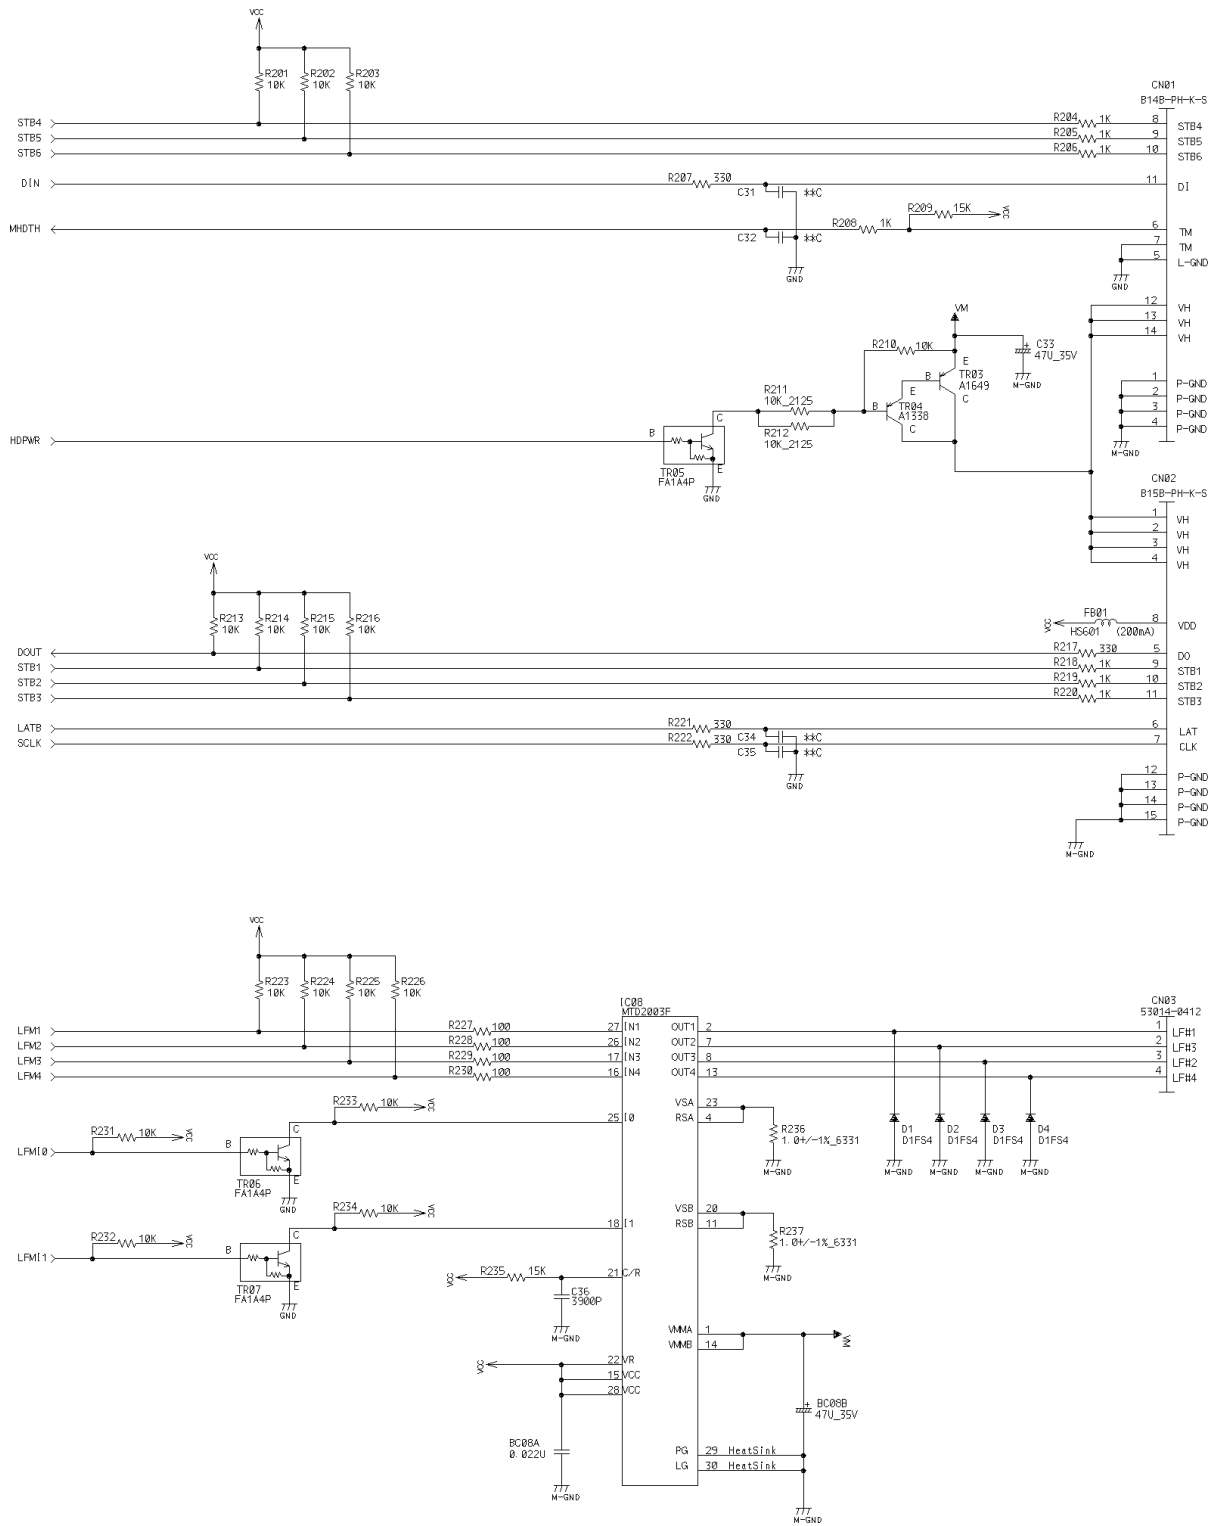 VCC
R201 R202 R203
10K 10K 10K
CN01
B14B-PH-K-S
STB4 R204 1K 8 STB4
STB5 R205 1K 9 STB5
STB6 R206 1K 10 STB6
DIN R207 330 11 DI
C31 **C
R209 15K VCC
MHDTH R208 1K 6 TM
C32 **C
7 TM
5 L-GND
GND GND
12 VH
VM
13 VH
14 VH
R210 10K
C33
47U_35V
E
M-GND
B TR03
A1649
E
C
R211
10K_2125
B TR04
A1338
C
R212
10K_2125
1 P-GND
2 P-GND
3 P-GND
4 P-GND
M-GND
C
HDPWR B
E
TR05
FA1A4P
GND
CN02
B15B-PH-K-S
1 VH
2 VH
3 VH
4 VH
VCC
R213 R214 R215 R216
10K 10K 10K 10K
FB01
VCC HS601 (200mA) 8 VDD
DOUT R217 330 5 DO
STB1 R218 1K 9 STB1
STB2 R219 1K 10 STB2
STB3 R220 1K 11 STB3
LATB R221 330 6 LAT
C34 **C
SCLK R222 330 7 CLK
C35 **C
GND
12 P-GND
13 P-GND
14 P-GND
15 P-GND
M-GND
VCC
R223 R224 R225 R226
10K 10K 10K 10K
IC08
MTD2003F
CN03
53014-0412
LFM1 R227 100 27 IN1 OUT1 2 1 LF#1
LFM2 R228 100 26 IN2 OUT2 7 2 LF#3
LFM3 R229 100 17 IN3 OUT3 8 3 LF#2
LFM4 R230 100 16 IN4 OUT4 13 4 LF#4
R233 10K VCC
VSA 23
25 I0 RSA 4
R231 10K VCC
C
LFMI0 B
E
TR06
FA1A4P
GND
R236
1.0+/-1%_6331
M-GND
D1 D2 D3 D4
D1FS4 D1FS4 D1FS4 D1FS4
M-GND M-GND M-GND M-GND
R234 10K VCC
VSB 20
18 I1 RSB 11
R232 10K VCC
C
LFMI1 B
E
TR07
FA1A4P
GND
R237
1.0+/-1%_6331
M-GND
VCC R235 15K 21 C/R
C36
3900P
M-GND
VMMA 1
VMMB 14
VM
VCC 22 VR
15 VCC
28 VCC
BC08B
47U_35V
BC08A
0.022U
M-GND
PG 29 HeatSink
LG 30 HeatSink
M-GND